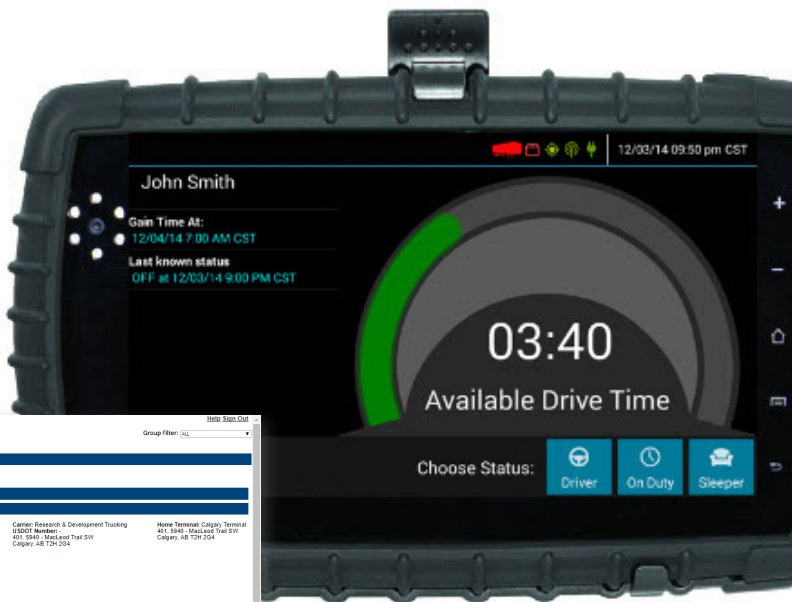 12/03/14 09:50 pm CST
John Smith
Gain Time At:
12/04/14 7:00 AM CST
Last known status
OFF at 12/03/14 9:00 PM CST
03:40
Available Drive Time
Choose Status:
Driver
On Duty
Sleeper
+
-
Help Sign Out
Group Filter: ALL
Carrier: Research & Development Trucking
USDOT Number: -
401, 5940 - MacLeod Trail SW
Calgary, AB T2H 2G4
Home Terminal: Calgary Terminal
401, 5940 - MacLeod Trail SW
Calgary, AB T2H 2G4